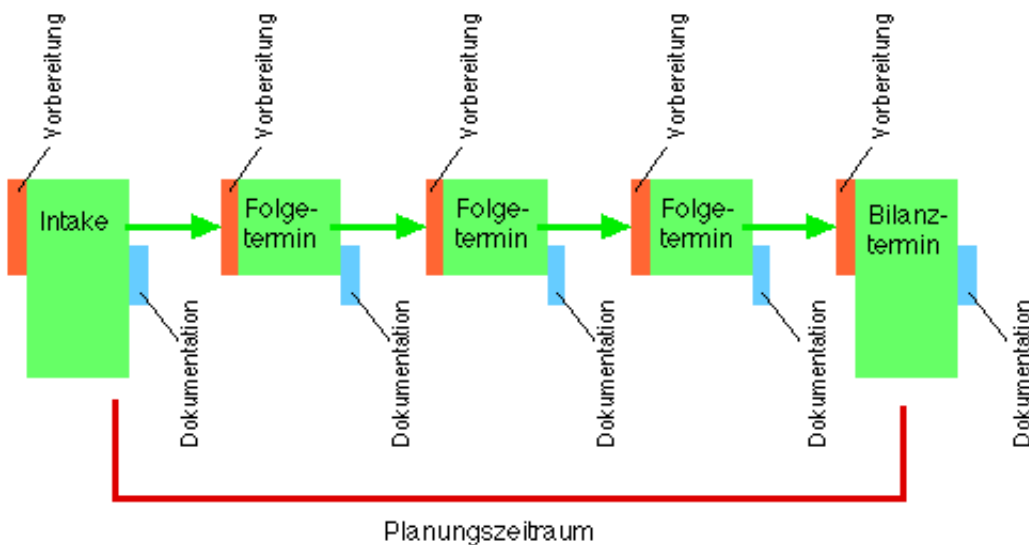 Vorbereitung
Vorbereitung
Vorbereitung
Vorbereitung
Vorbereitung
Intake
Folge-
termin
Folge-
termin
Folge-
termin
Bilanz-
termin
Dokumentation
Dokumentation
Dokumentation
Dokumentation
Dokumentation
Planungszeitraum